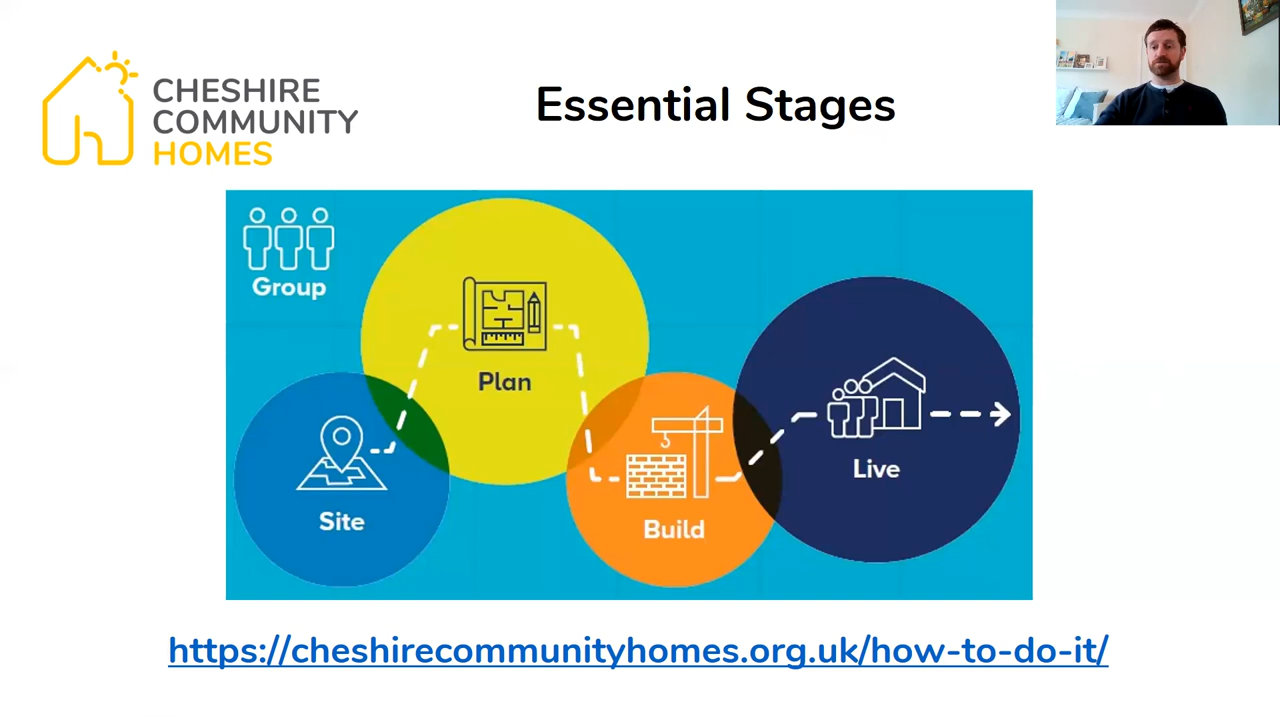 CHESHIRE
COMMUNITY
HOMES
Essential Stages
Group
Plan
Site
Build
Live
https://cheshirecommunityhomes.org.uk/how-to-do-it/